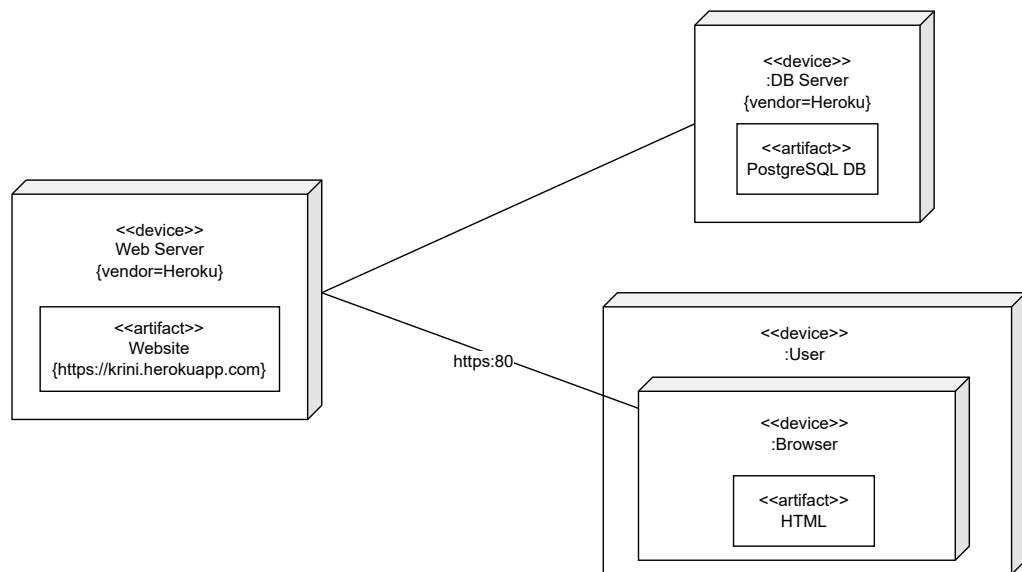 <<device>>
:DB Server
{vendor=Heroku}
<<artifact>>
PostgreSQL DB
<<device>>
Web Server
{vendor=Heroku}
<<artifact>>
Website
{https://krini.herokuapp.com}
https:80
<<device>>
:User
<<device>>
:Browser
<<artifact>>
HTML